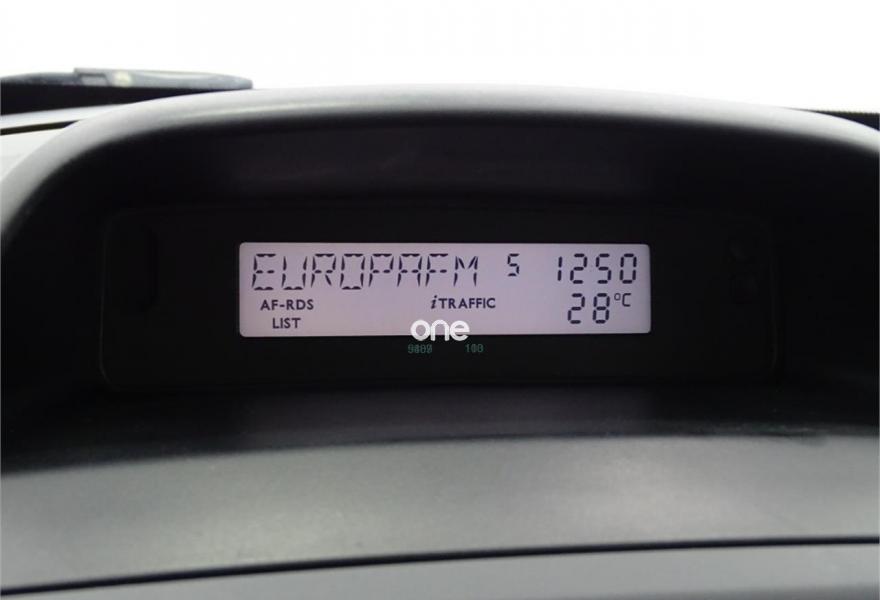 EUROPAFM 5 1250
AF-RDS iTRAFFIC 28°C
LIST
one